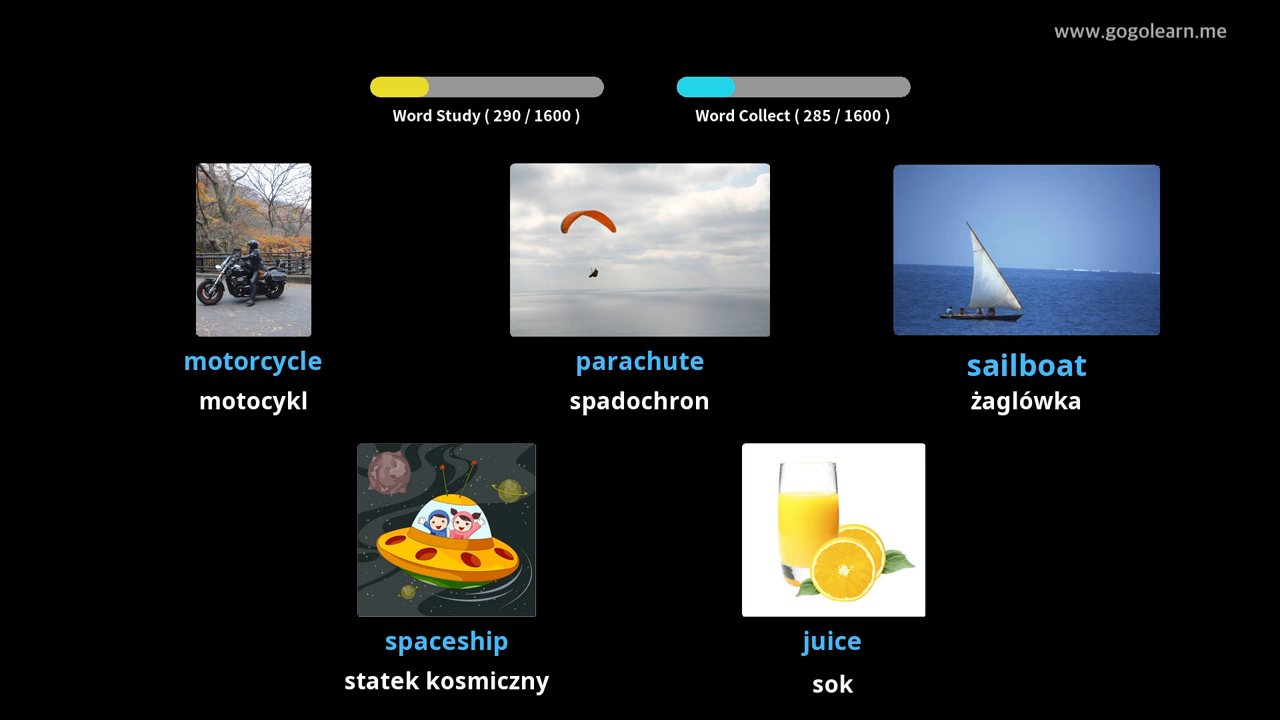 www.gogolearn.me
Word Study ( 290 / 1600 )
Word Collect ( 285 / 1600 )
motorcycle
motocykl
parachute
spadochron
sailboat
żaglówka
spaceship
statek kosmiczny
juice
sok